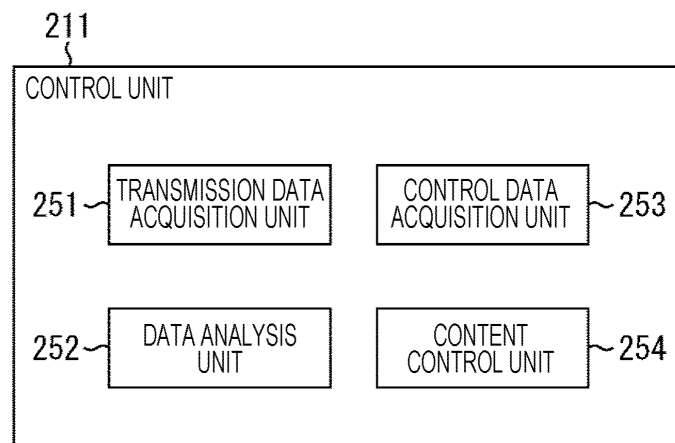 211
CONTROL UNIT
251
TRANSMISSION DATA
ACQUISITION UNIT
CONTROL DATA
ACQUISITION UNIT
253
252
DATA ANALYSIS
UNIT
CONTENT
CONTROL UNIT
254